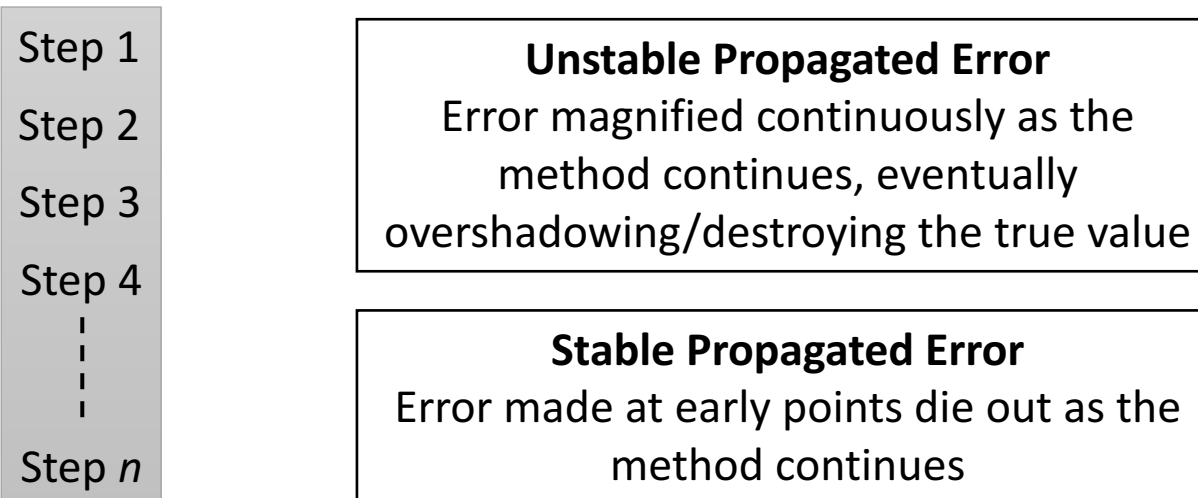 Step 1
Step 2
Step 3
Step 4
Step n
Unstable Propagated Error
Error magnified continuously as the
method continues, eventually
overshadowing/destroying the true value
Stable Propagated Error
Error made at early points die out as the
method continues